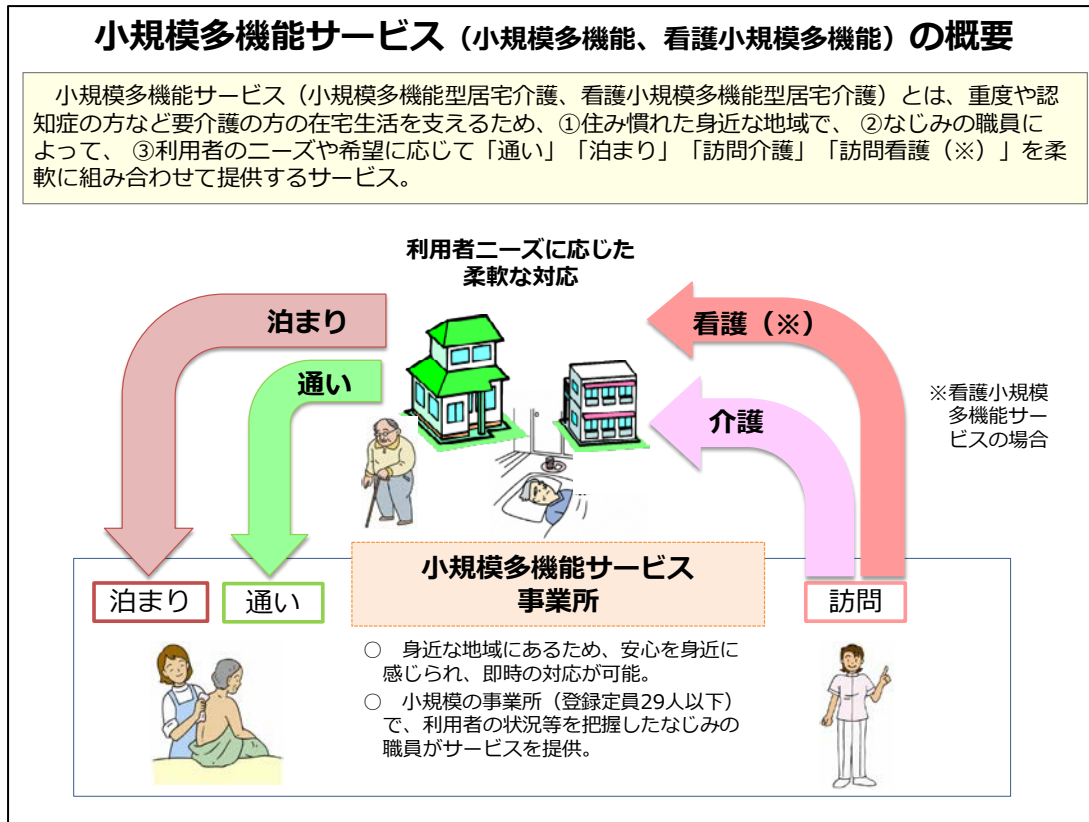 小規模多機能サービス（小規模多機能、看護小規模多機能）の概要
小規模多機能サービス（小規模多機能型居宅介護、看護小規模多機能型居宅介護）とは、重度や認
知症の方など要介護の方の在宅生活を支えるため、①住み慣れた身近な地域で、 ②なじみの職員に
よって、 ③利用者のニーズや希望に応じて「通い」「泊まり」「訪問介護」「訪問看護（※）」を柔
軟に組み合わせて提供するサービス。
利用者ニーズに応じた
柔軟な対応
泊まり
看護（※）
通い
介護
※看護小規模
多機能サー
ビスの場合
小規模多機能サービス
事業所
泊まり
通い
訪問
○　身近な地域にあるため、安心を身近に
感じられ、即時の対応が可能。
○　小規模の事業所（登録定員29人以下）
で、利用者の状況等を把握したなじみの
職員がサービスを提供。